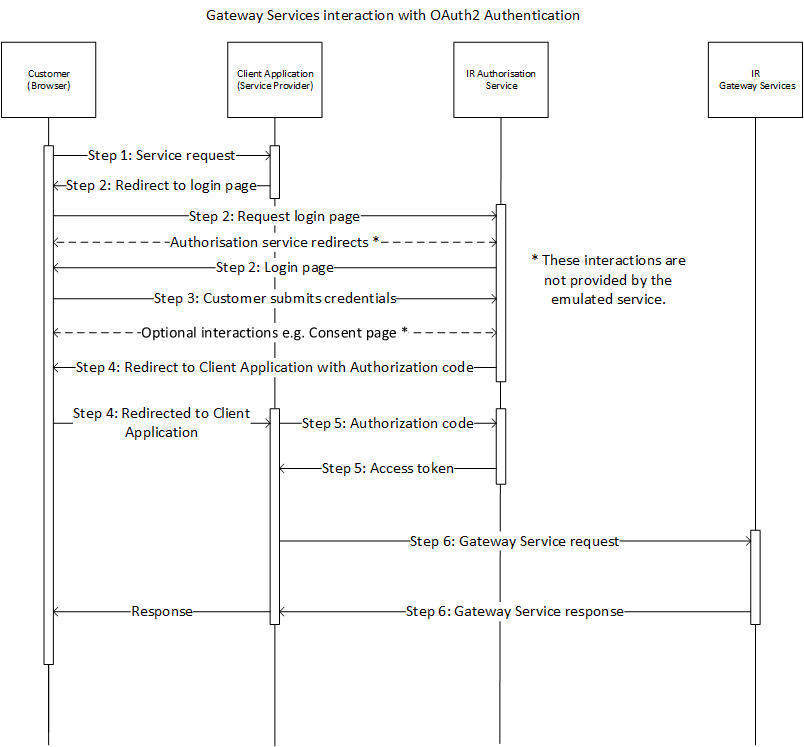 Gateway Services interaction with OAuth2 Authentication
Customer
(Browser)
Client Application
(Service Provider)
IR Authorisation
Service
IR
Gateway Services
Step 1: Service request
Step 2: Redirect to login page
Step 2: Request login page
Authorisation service redirects *
Step 2: Login page
* These interactions are
not provided by the
emulated service.
Step 3: Customer submits credentials
Optional interactions e.g. Consent page *
Step 4: Redirect to Client Application with Authorization code
Step 4: Redirected to Client
Application
Step 5: Authorization code
Step 5: Access token
Step 6: Gateway Service request
Response
Step 6: Gateway Service response